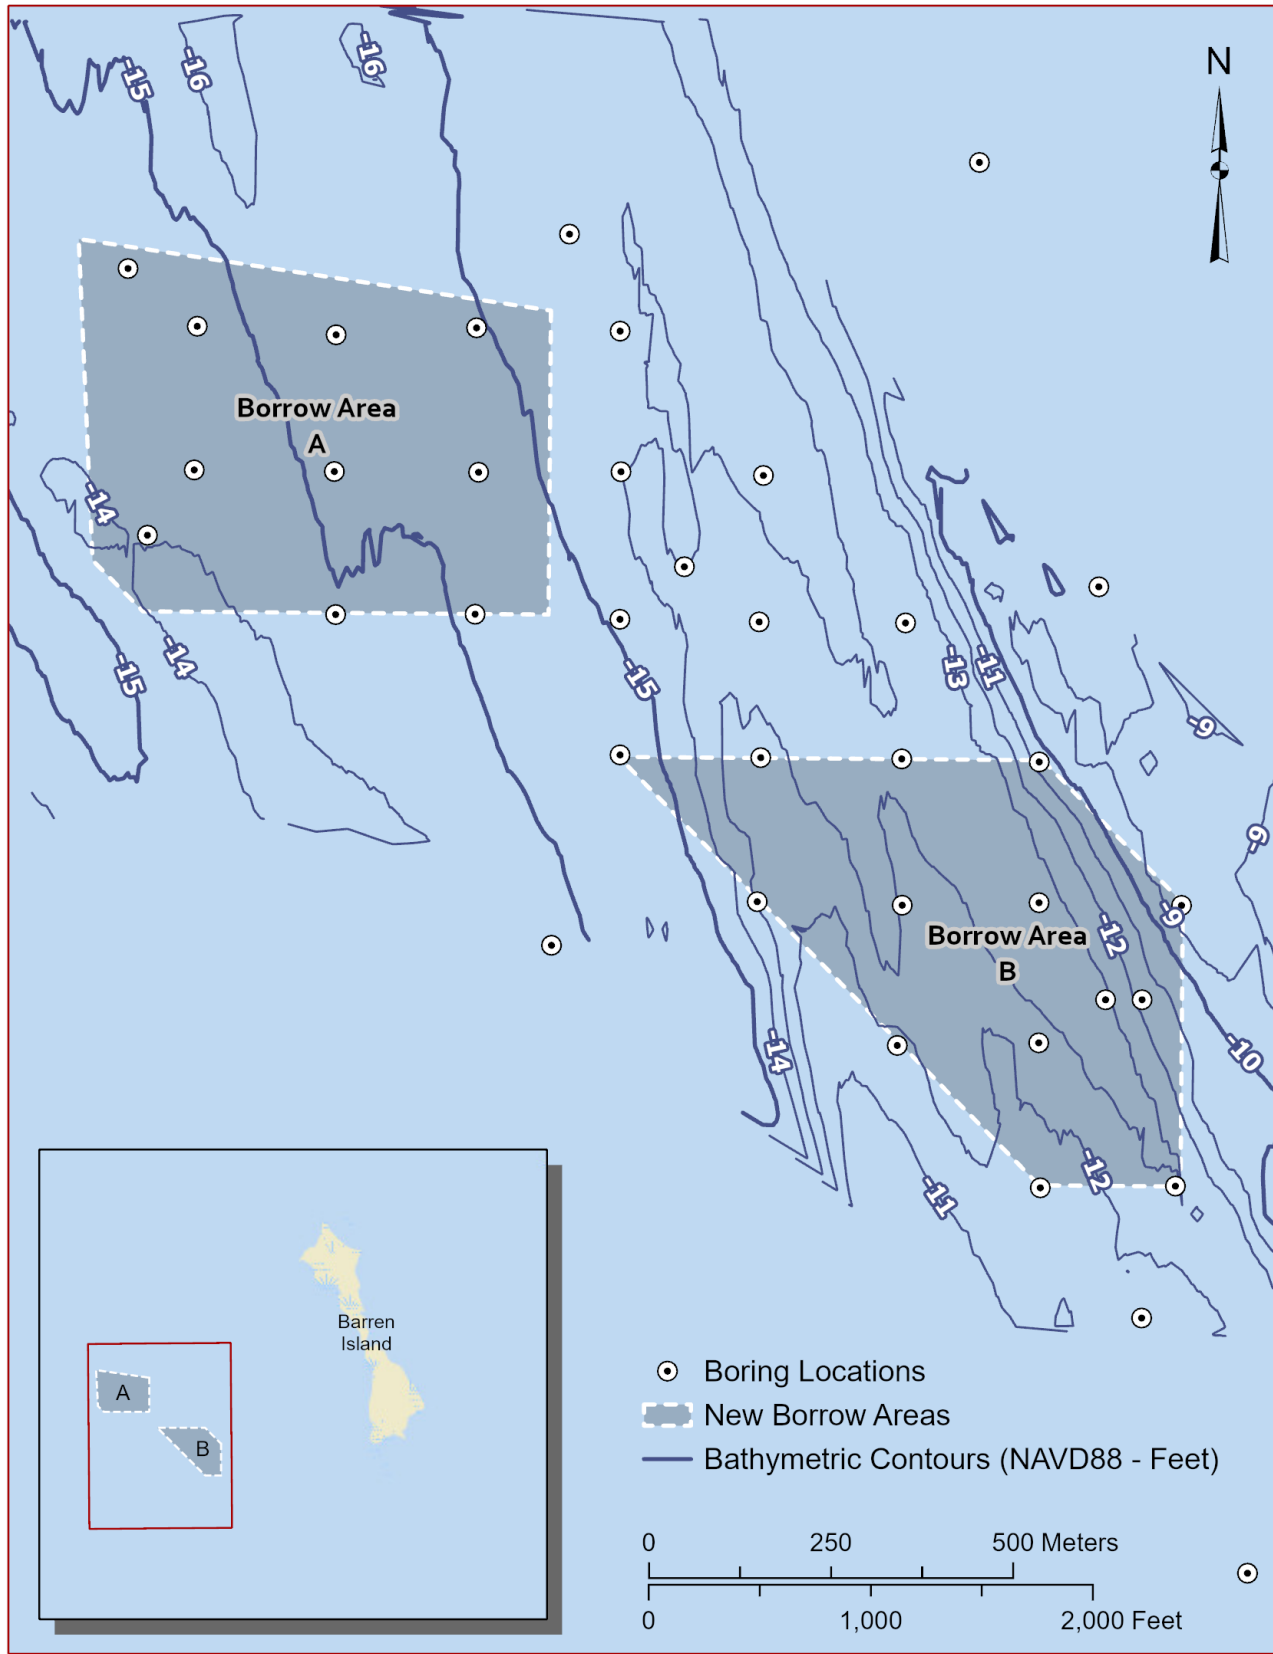 -15
-16
-16
N
Borrow Area
A
-14
-14
-15
-15
-13
-11
-9
-6
-9
-12
Borrow Area
B
-14
-10
-12
-11
Barren
Island
A
B
Boring Locations
New Borrow Areas
Bathymetric Contours (NAVD88 - Feet)
0
250
500 Meters
0
1,000
2,000 Feet